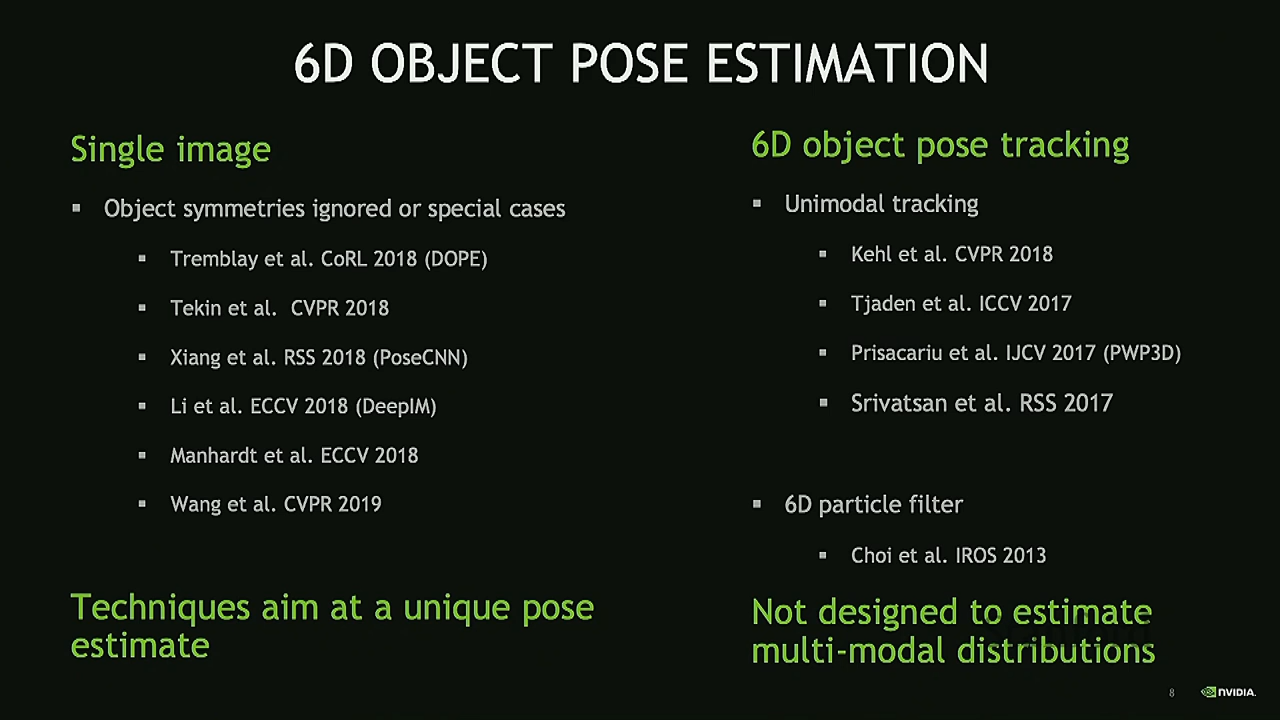 6D OBJECT POSE ESTIMATION
Single image
▪ Object symmetries ignored or special cases
▪ Tremblay et al. CoRL 2018 (DOPE)
▪ Tekin et al.  CVPR 2018
▪ Xiang et al. RSS 2018 (PoseCNN)
▪ Li et al. ECCV 2018 (DeepIM)
▪ Manhardt et al. ECCV 2018
▪ Wang et al. CVPR 2019
Techniques aim at a unique pose
estimate
6D object pose tracking
▪ Unimodal tracking
▪ Kehl et al. CVPR 2018
▪ Tjaden et al. ICCV 2017
▪ Prisacariu et al. IJCV 2017 (PWP3D)
▪ Srivatsan et al. RSS 2017
▪ 6D particle filter
▪ Choi et al. IROS 2013
Not designed to estimate
multi-modal distributions
8
NVIDIA.